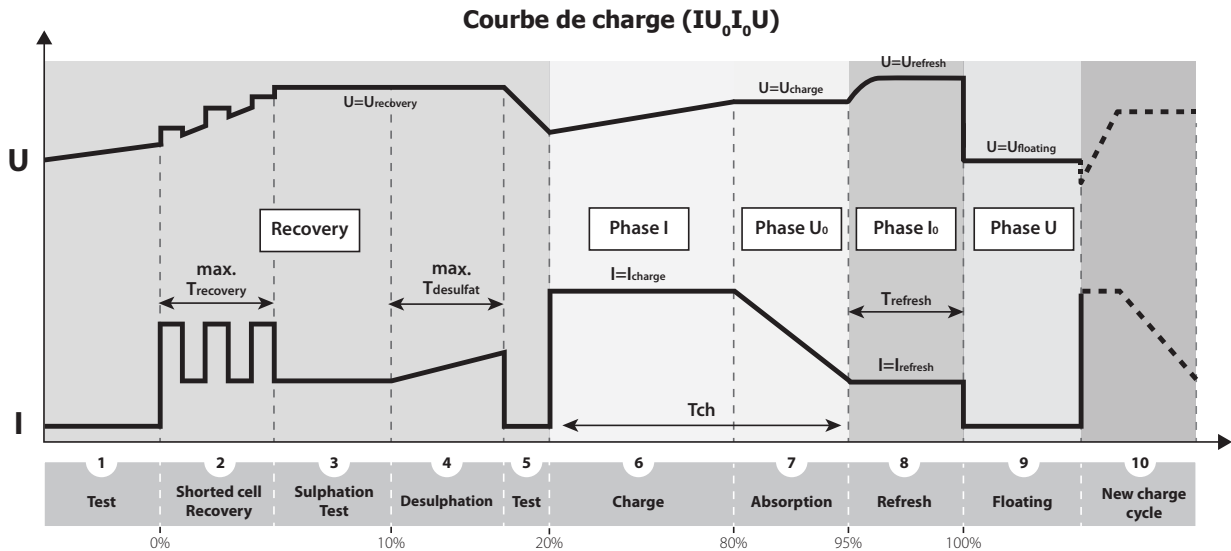 Courbe de charge (IU₀I₀U)
U=Urefresh
U=Ucharge
U=Urecovery
U=Ufloating
U
Recovery
Phase I
Phase U₀
Phase I₀
Phase U
max.
Trecovery
max.
Tdesulfat
I=Icharge
Trefresh
I=Irefresh
Tch
I
1
2
3
4
5
6
7
8
9
10
Test
Shorted cell
Recovery
Sulphation
Test
Desulphation
Test
Charge
Absorption
Refresh
Floating
New charge
cycle
0%
10%
20%
80%
95%
100%